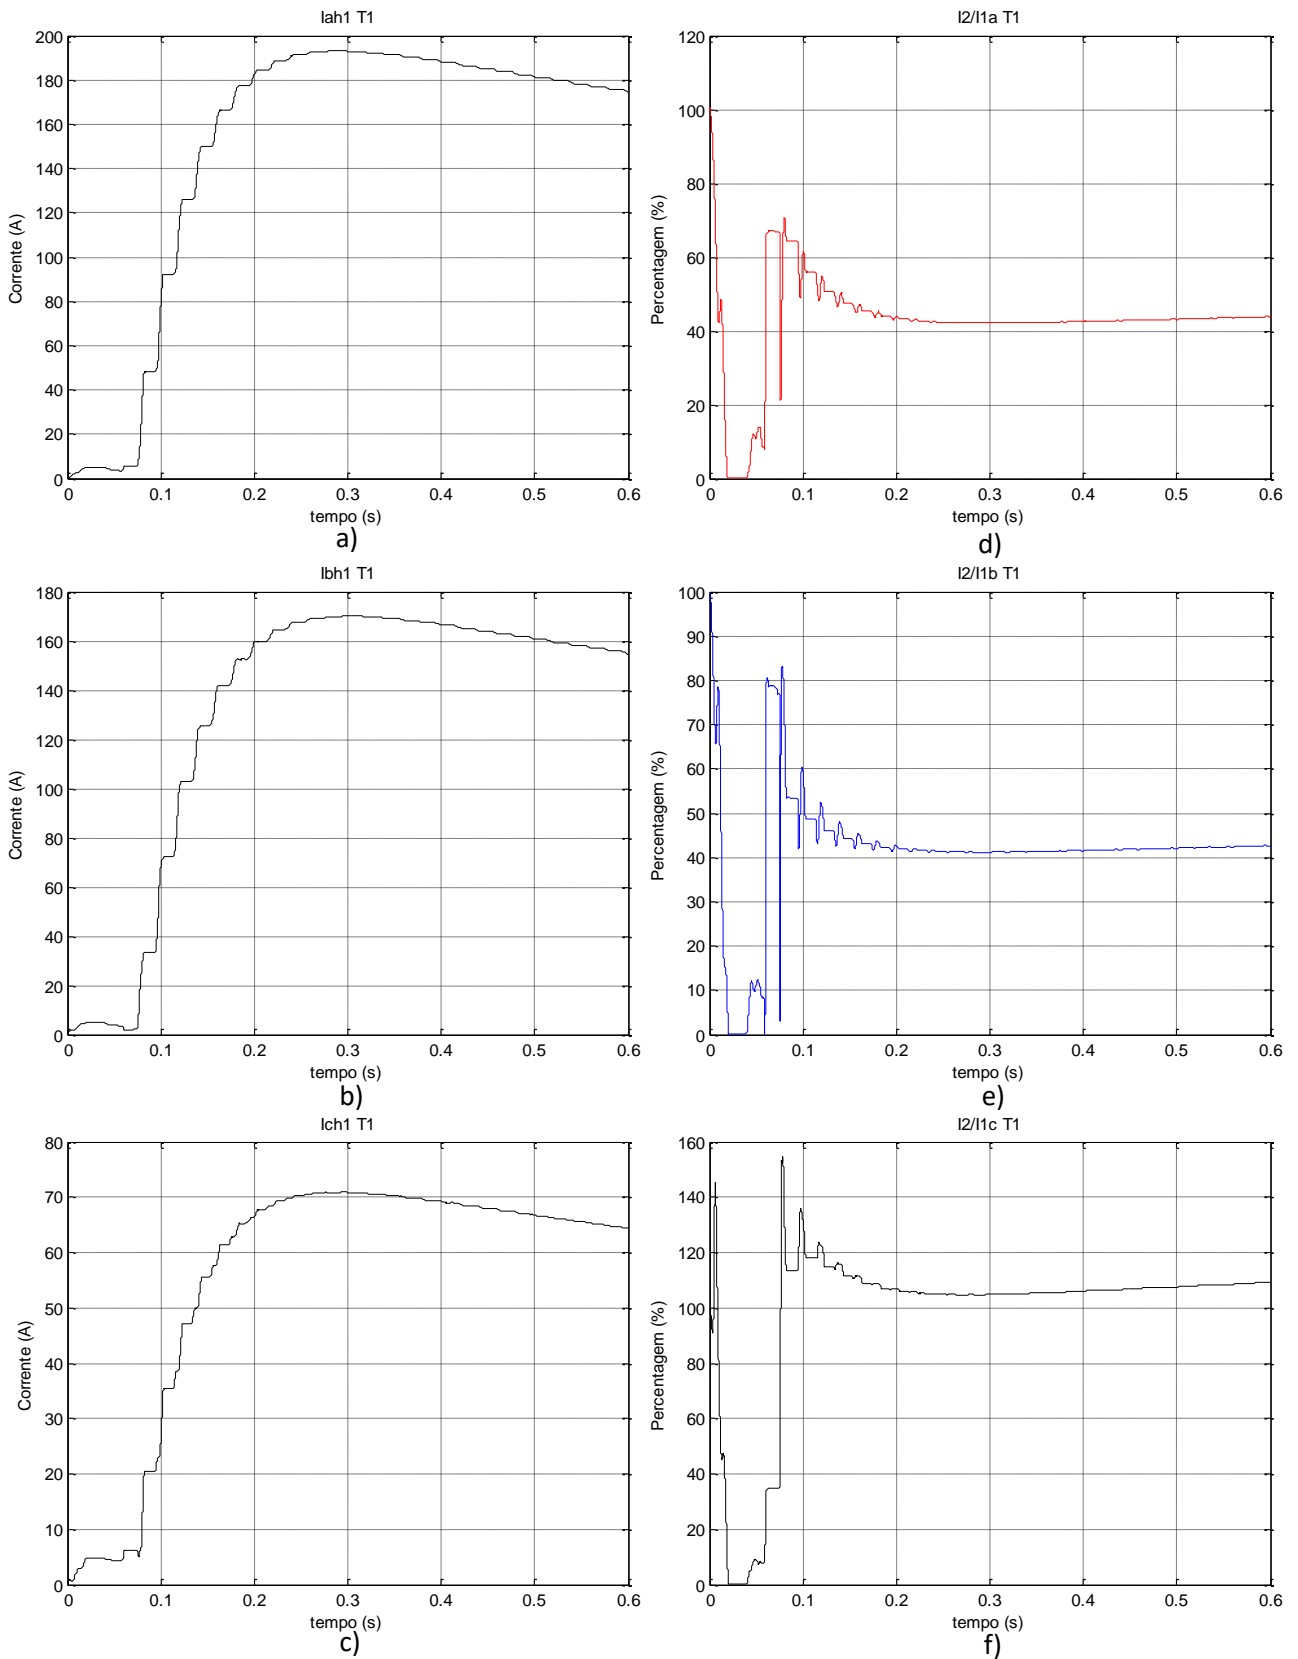 Iah1 T1
200
180
160
140
120
100
80
60
40
20
0
Corrente (A)
0 0.1 0.2 0.3 0.4 0.5 0.6
tempo (s)
a)
I2/I1a T1
120
100
80
60
40
20
0
Percentagem (%)
0 0.1 0.2 0.3 0.4 0.5 0.6
tempo (s)
d)
Ibh1 T1
180
160
140
120
100
80
60
40
20
0
Corrente (A)
0 0.1 0.2 0.3 0.4 0.5 0.6
tempo (s)
b)
I2/I1b T1
100
90
80
70
60
50
40
30
20
10
0
Percentagem (%)
0 0.1 0.2 0.3 0.4 0.5 0.6
tempo (s)
e)
Ich1 T1
80
70
60
50
40
30
20
10
0
Corrente (A)
0 0.1 0.2 0.3 0.4 0.5 0.6
tempo (s)
c)
I2/I1c T1
160
140
120
100
80
60
40
20
0
Percentagem (%)
0 0.1 0.2 0.3 0.4 0.5 0.6
tempo (s)
f)